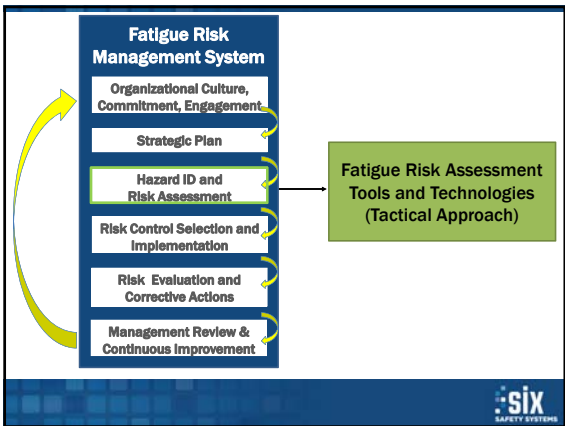 Fatigue Risk
Management System
Organizational Culture,
Commitment, Engagement
Strategic Plan
Hazard ID and
Risk Assessment
Risk Control Selection and
Implementation
Risk Evaluation and
Corrective Actions
Management Review &
Continuous Improvement
Fatigue Risk Assessment
Tools and Technologies
(Tactical Approach)
six
SAFETY SYSTEMS